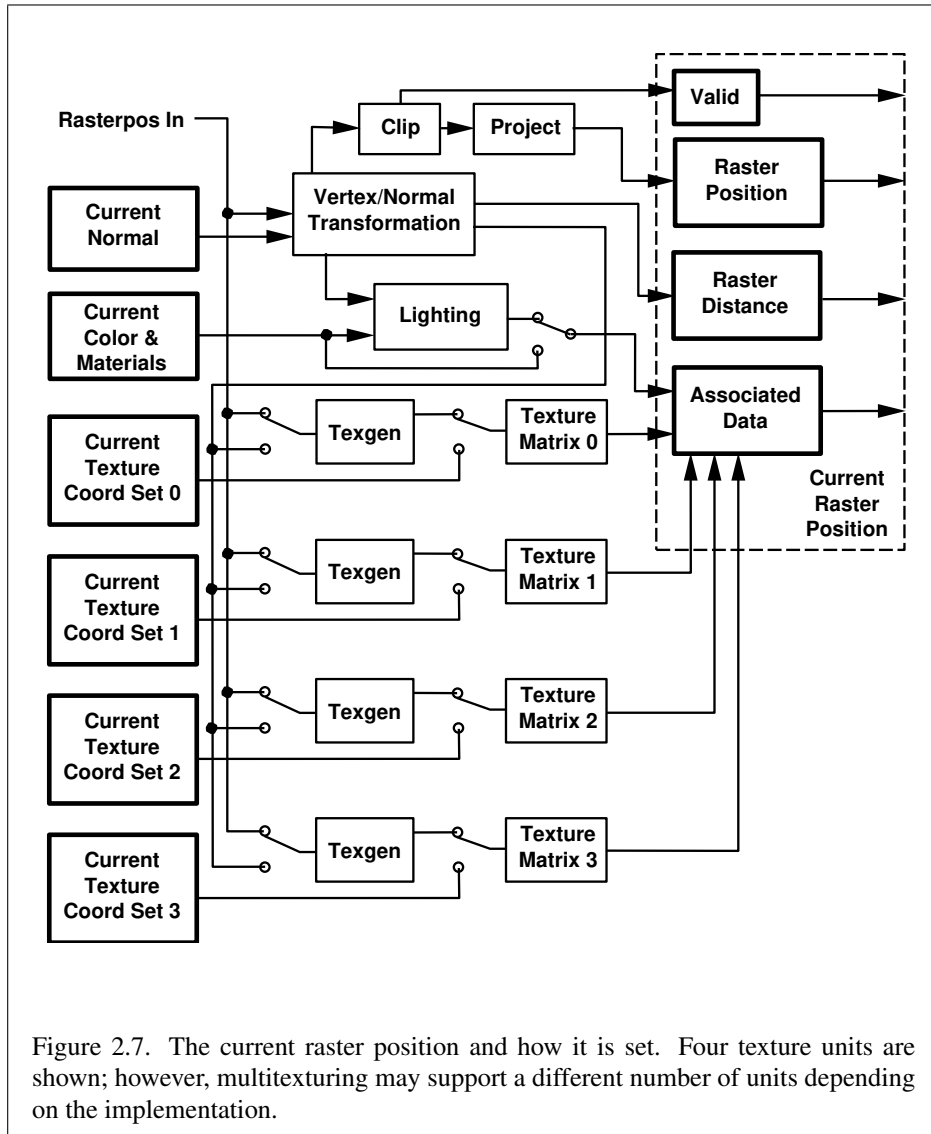 Rasterpos In
Clip
Project
Valid
Raster
Position
Current
Normal
Vertex/Normal
Transformation
Raster
Distance
Current
Color &
Materials
Lighting
Associated
Data
Current
Raster
Position
Current
Texture
Coord Set 0
Texgen
Texture
Matrix 0
Current
Texture
Coord Set 1
Texgen
Texture
Matrix 1
Current
Texture
Coord Set 2
Texgen
Texture
Matrix 2
Current
Texture
Coord Set 3
Texgen
Texture
Matrix 3
Figure 2.7. The current raster position and how it is set. Four texture units are
shown; however, multitexturing may support a different number of units depending
on the implementation.